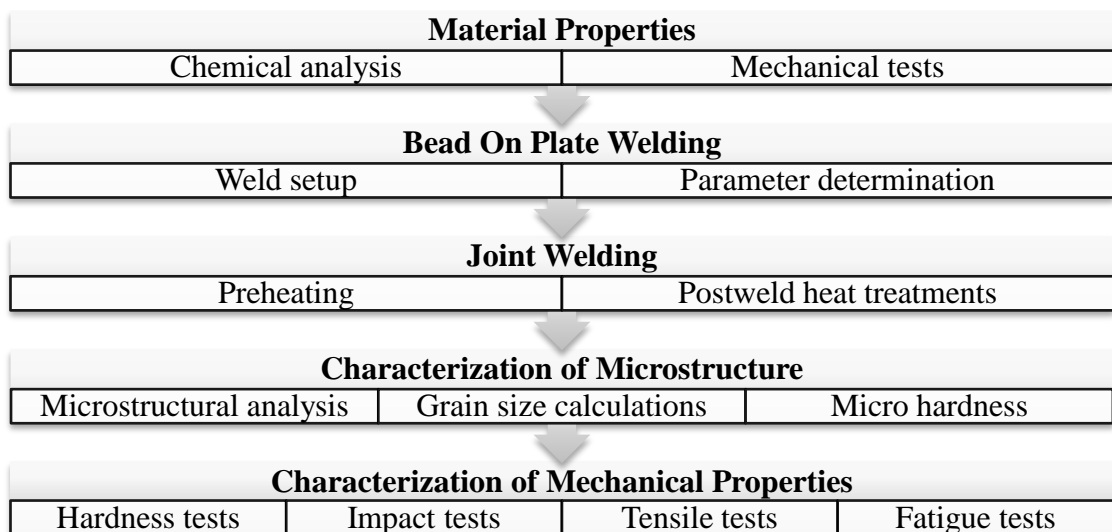 Material Properties
Chemical analysis Mechanical tests
Bead On Plate Welding
Weld setup Parameter determination
Joint Welding
Preheating Postweld heat treatments
Characterization of Microstructure
Microstructural analysis Grain size calculations Micro hardness
Characterization of Mechanical Properties
Hardness tests Impact tests Tensile tests Fatigue tests